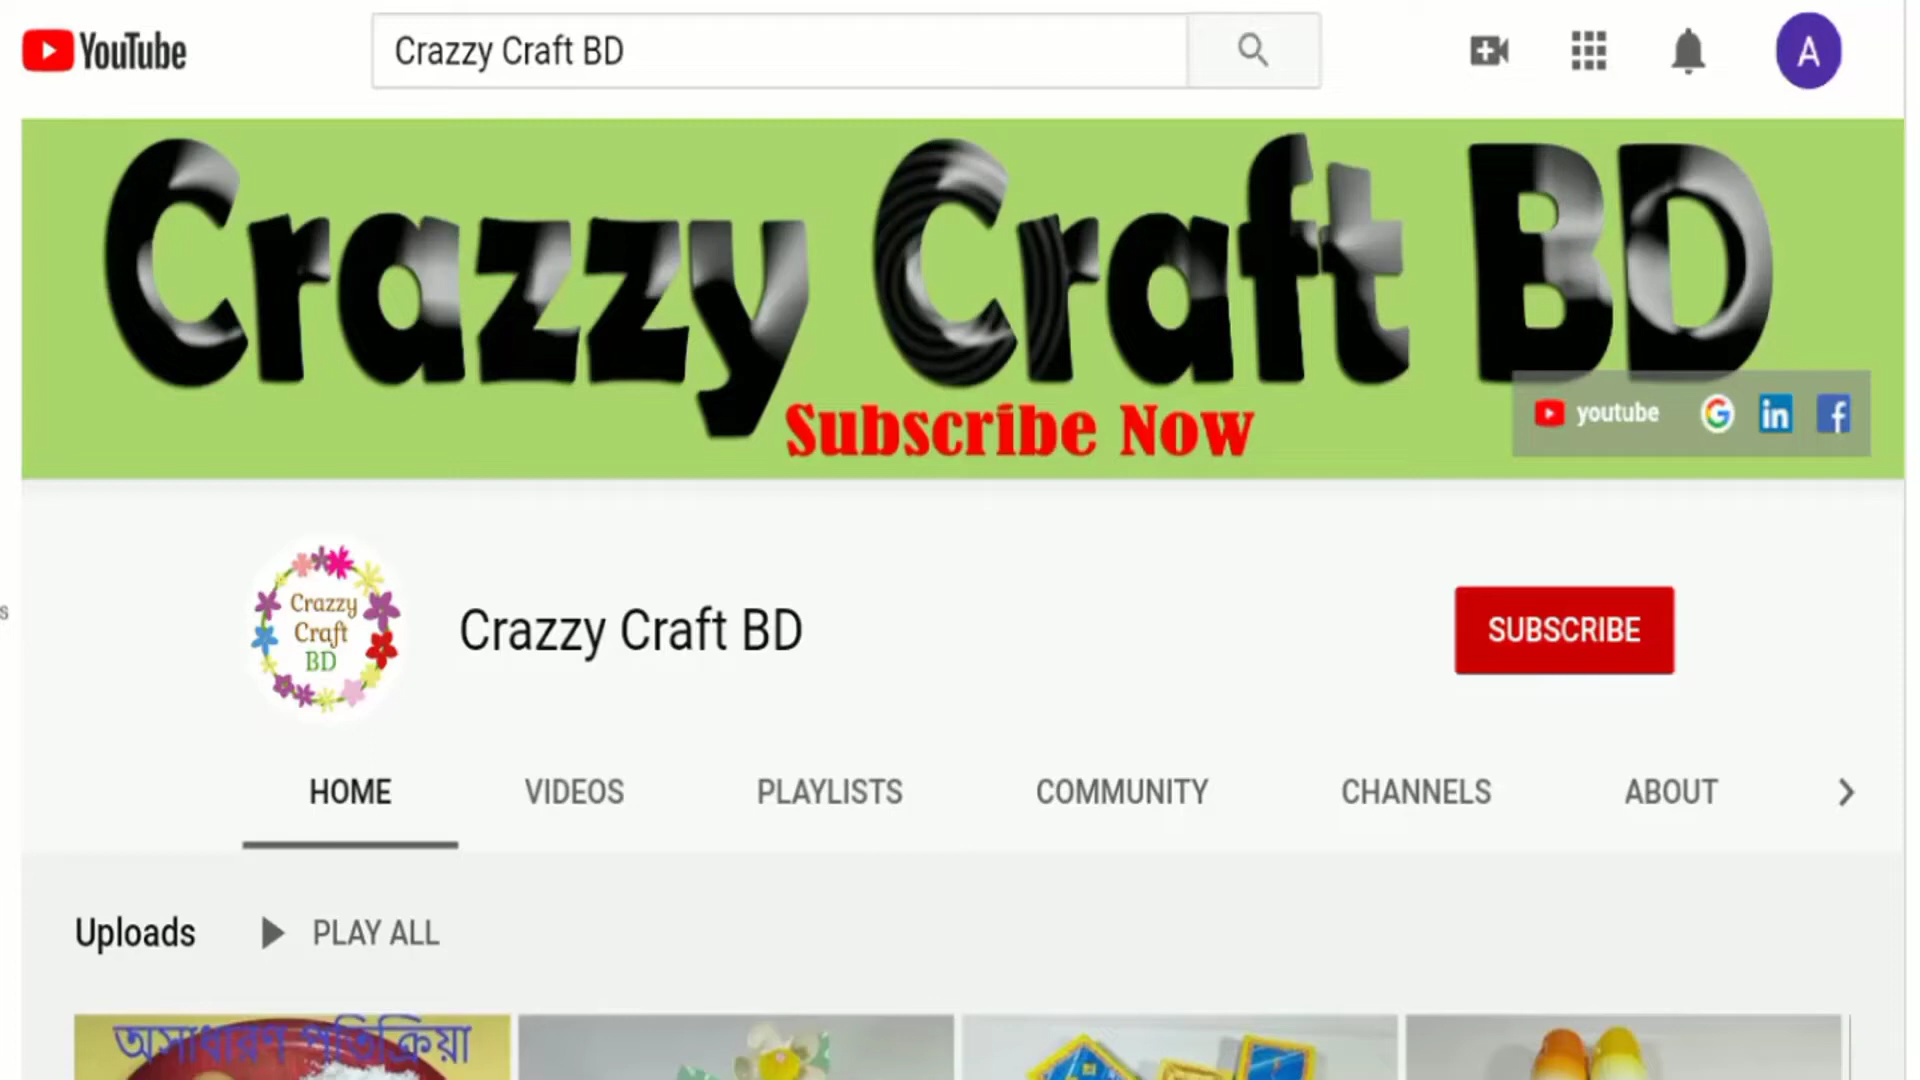 YouTube
Crazzy Craft BD
A
Crazzy Craft BD
Subscribe Now
youtube
Crazzy
Craft
BD
Crazzy Craft BD
SUBSCRIBE
HOME VIDEOS PLAYLISTS COMMUNITY CHANNELS ABOUT
Uploads PLAY ALL
অসাধারণ প্রতিক্রিয়া